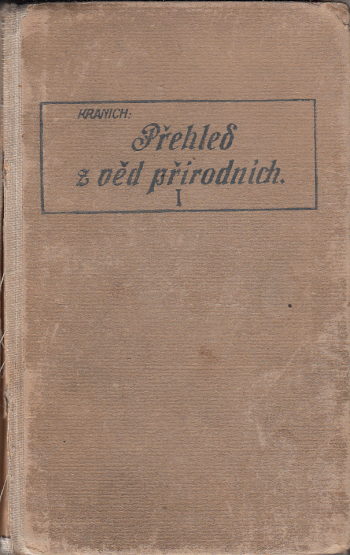 KRANICH:
Přehled
z věd přírodních.
I